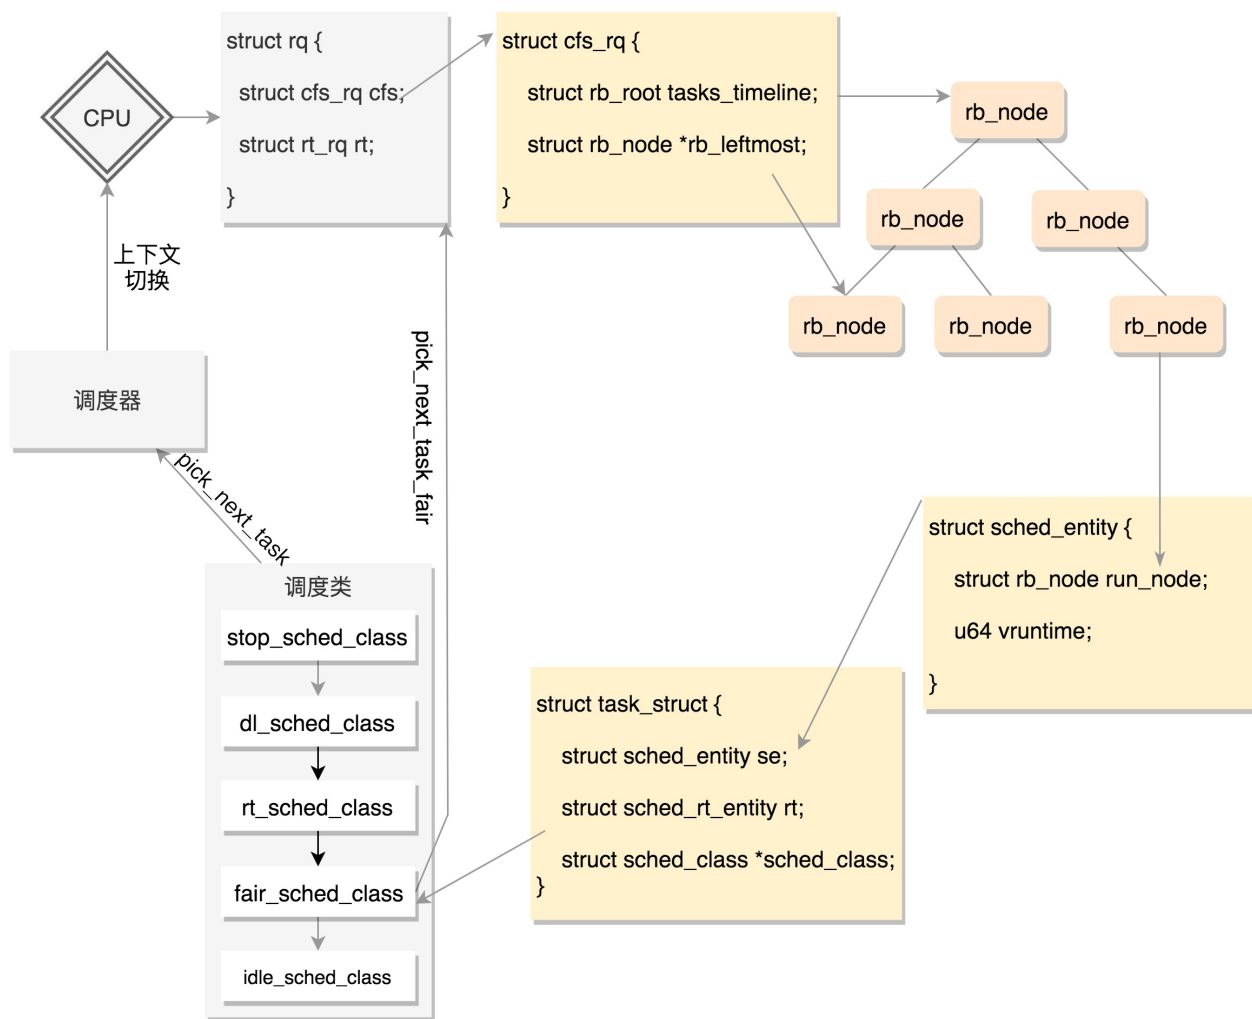 CPU
struct rq {
struct cfs_rq cfs;
struct rt_rq rt;
}
struct cfs_rq {
struct rb_root tasks_timeline;
struct rb_node *rb_leftmost;
}
rb_node
rb_node
rb_node
rb_node
rb_node
rb_node
上下文
切换
调度器
pick_next_task
pick_next_task_fair
调度类
stop_sched_class
dl_sched_class
rt_sched_class
fair_sched_class
idle_sched_class
struct sched_entity {
struct rb_node run_node;
u64 vruntime;
}
struct task_struct {
struct sched_entity se;
struct sched_rt_entity rt;
struct sched_class *sched_class;
}